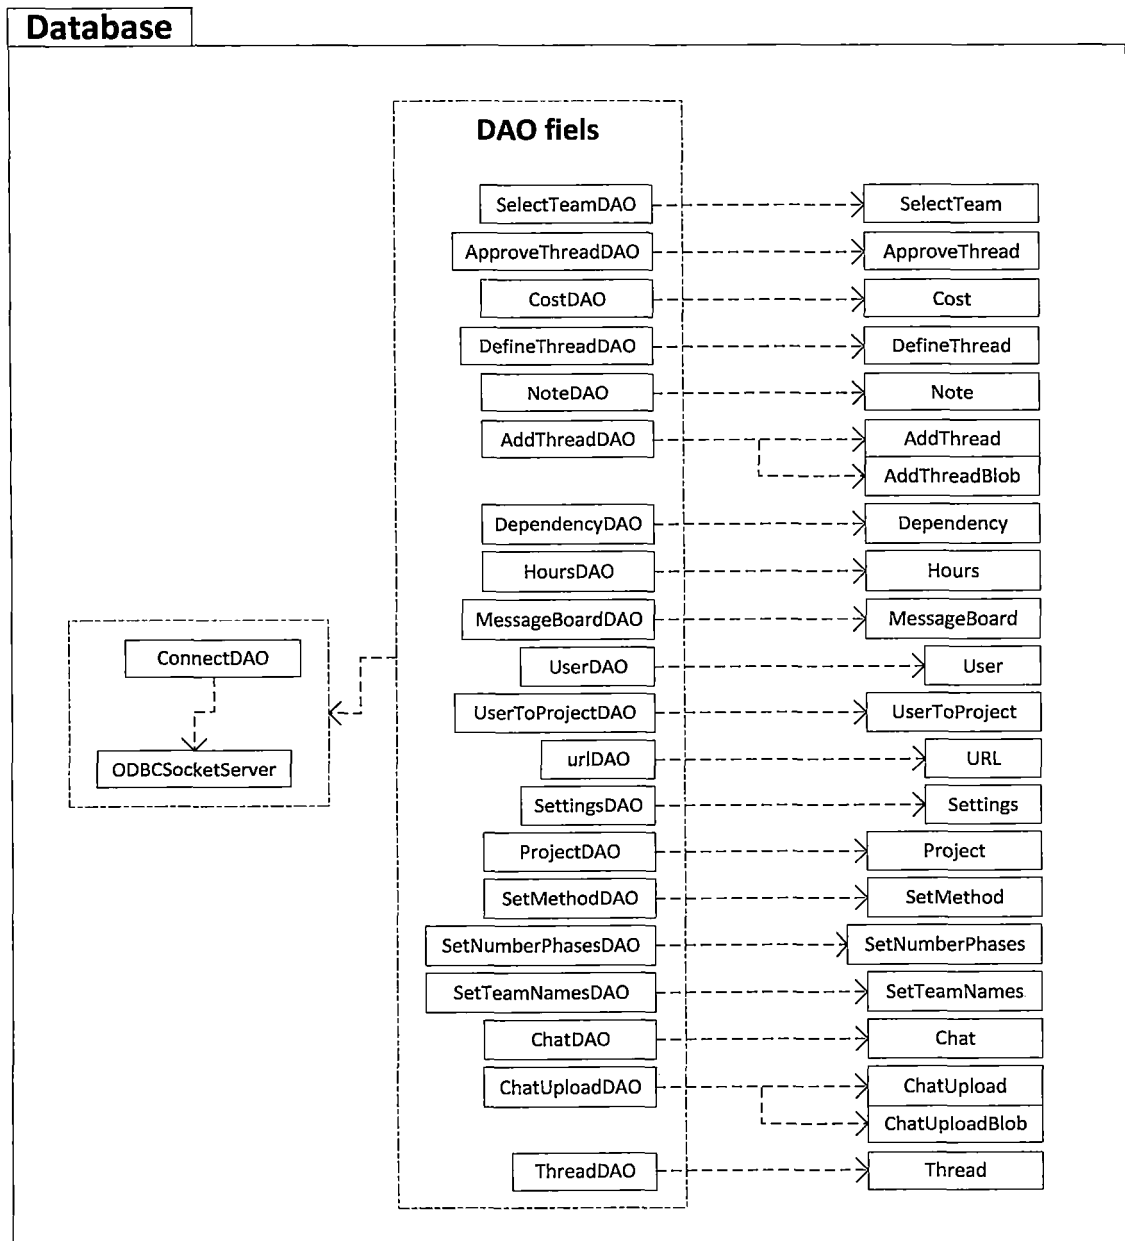 Database
DAO fiels
SelectTeamDAO
SelectTeam
ApproveThreadDAO
ApproveThread
CostDAO
Cost
DefineThreadDAO
DefineThread
NoteDAO
Note
AddThreadDAO
AddThread
AddThreadBlob
DependencyDAO
Dependency
HoursDAO
Hours
MessageBoardDAO
MessageBoard
ConnectDAO
UserDAO
User
UserToProjectDAO
UserToProject
ODBCSocketServer
urlDAO
URL
SettingsDAO
Settings
ProjectDAO
Project
SetMethodDAO
SetMethod
SetNumberPhasesDAO
SetNumberPhases
SetTeamNamesDAO
SetTeamNames
ChatDAO
Chat
ChatUploadDAO
ChatUpload
ChatUploadBlob
ThreadDAO
Thread